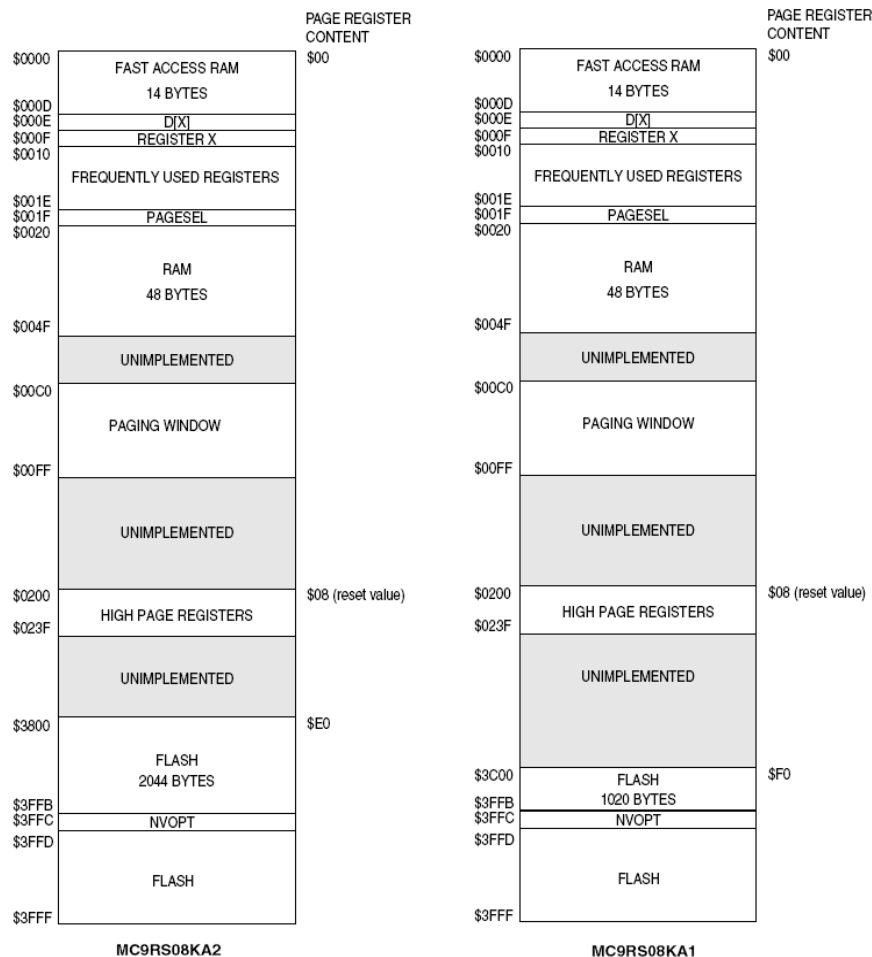 PAGE REGISTER
CONTENT
$0000
$00
FAST ACCESS RAM
14 BYTES
$000D
$000E
D[X]
$000F
REGISTER X
$0010
FREQUENTLY USED REGISTERS
$001E
$001F
PAGESEL
$0020
RAM
48 BYTES
$004F
UNIMPLEMENTED
$00C0
PAGING WINDOW
$00FF
UNIMPLEMENTED
$0200
$08 (reset value)
HIGH PAGE REGISTERS
$023F
UNIMPLEMENTED
$3800
$E0
FLASH
2044 BYTES
$3FFB
$3FFC
NVOPT
$3FFD
FLASH
$3FFF
MC9RS08KA2
PAGE REGISTER
CONTENT
$0000
$00
FAST ACCESS RAM
14 BYTES
$000D
$000E
D[X]
$000F
REGISTER X
$0010
FREQUENTLY USED REGISTERS
$001E
$001F
PAGESEL
$0020
RAM
48 BYTES
$004F
UNIMPLEMENTED
$00C0
PAGING WINDOW
$00FF
UNIMPLEMENTED
$0200
$08 (reset value)
HIGH PAGE REGISTERS
$023F
UNIMPLEMENTED
$3C00
$F0
FLASH
1020 BYTES
$3FFB
$3FFC
NVOPT
$3FFD
FLASH
$3FFF
MC9RS08KA1